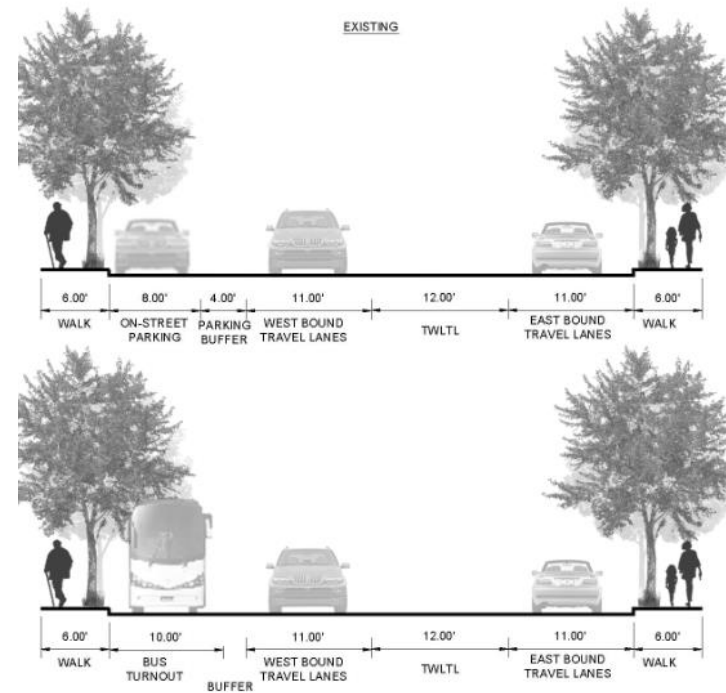 EXISTING
6.00' 8.00' 4.00' 11.00' 12.00' 11.00' 6.00'
WALK ON-STREET PARKING WEST BOUND TWLTL EAST BOUND WALK
PARKING BUFFER TRAVEL LANES TRAVEL LANES
6.00' 10.00' 11.00' 12.00' 11.00' 6.00'
WALK BUS WEST BOUND TWLTL EAST BOUND WALK
TURNOUT TRAVEL LANES TRAVEL LANES
BUFFER